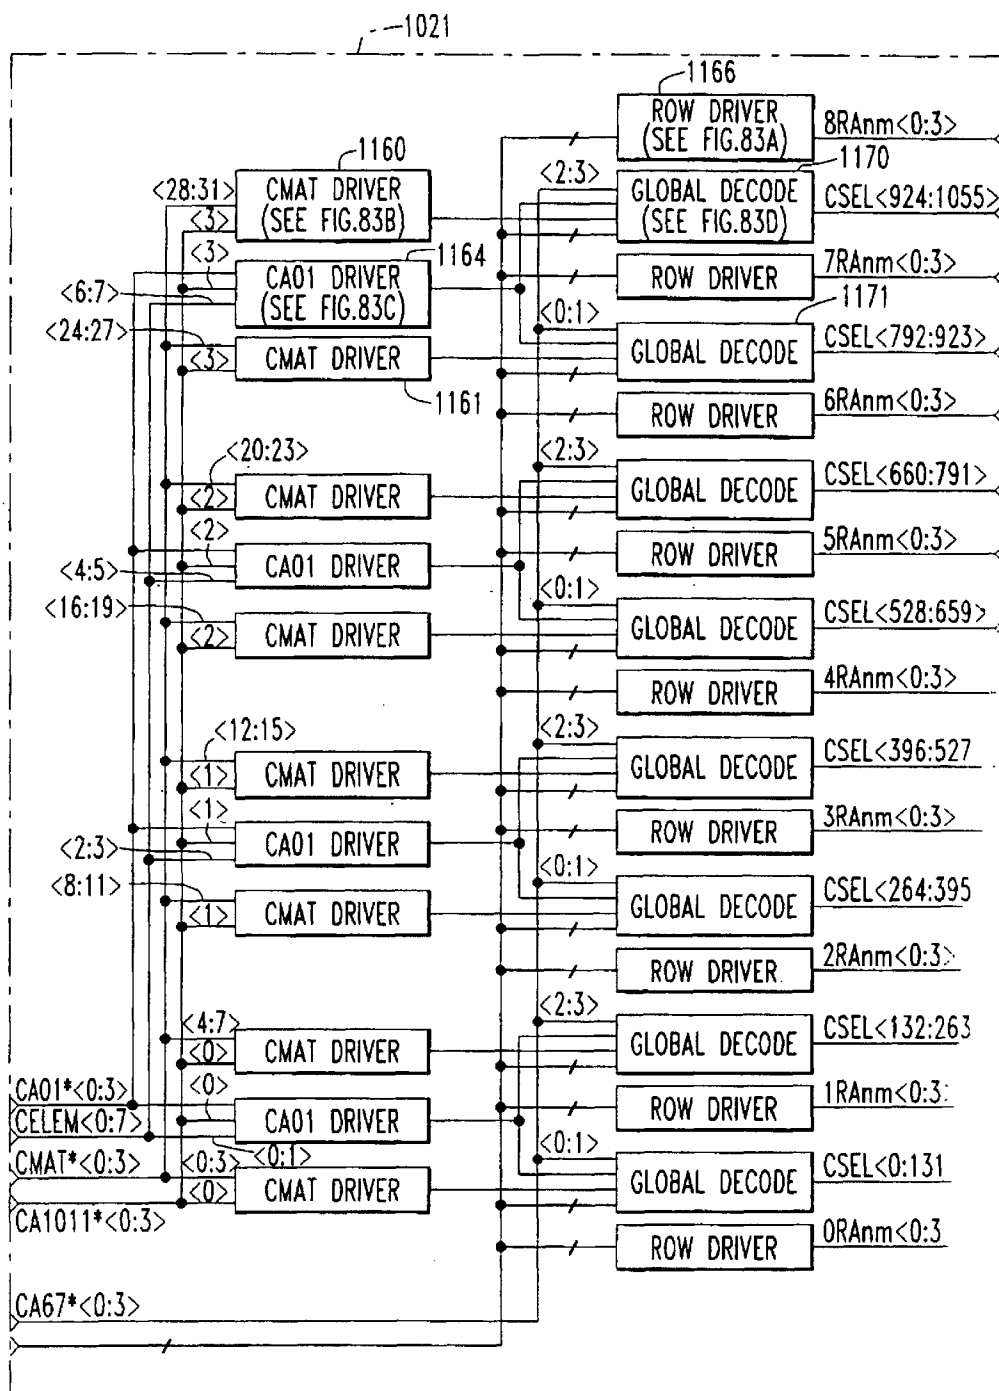 1021
1166
ROW DRIVER
(SEE FIG.83A)
8RAnm<0:3>
1160
1170
<28:31>
CMAT DRIVER
(SEE FIG.83B)
<3>
<2:3>
GLOBAL DECODE
(SEE FIG.83D)
CSEL<924:1055>
<3>
1164
CA01 DRIVER
(SEE FIG.83C)
ROW DRIVER
7RAnm<0:3>
<6:7>
<24:27>
<0:1>
1171
<3>
CMAT DRIVER
GLOBAL DECODE
CSEL<792:923>
1161
ROW DRIVER
6RAnm<0:3>
<20:23>
<2:3>
<2>
CMAT DRIVER
GLOBAL DECODE
CSEL<660:791>
<2>
<4:5>
CA01 DRIVER
ROW DRIVER
5RAnm<0:3>
<16:19>
<0:1>
<2>
CMAT DRIVER
GLOBAL DECODE
CSEL<528:659>
ROW DRIVER
4RAnm<0:3>
<12:15>
<2:3>
<1>
CMAT DRIVER
GLOBAL DECODE
CSEL<396:527
<1>
<2:3>
CA01 DRIVER
ROW DRIVER
3RAnm<0:3>
<8:11>
<0:1>
<1>
CMAT DRIVER
GLOBAL DECODE
CSEL<264:395
ROW DRIVER
2RAnm<0:3>
<4:7>
<2:3>
<0>
CMAT DRIVER
GLOBAL DECODE
CSEL<132:263
CA01*<0:3>
<0>
CELEM<0:7>
CA01 DRIVER
ROW DRIVER
1RAnm<0:3
<0:1>
<0:1>
CMAT*<0:3>
<0:3>
CMAT DRIVER
GLOBAL DECODE
CSEL<0:131
<0>
CA1011*<0:3>
ROW DRIVER
0RAnm<0:3
CA67*<0:3>